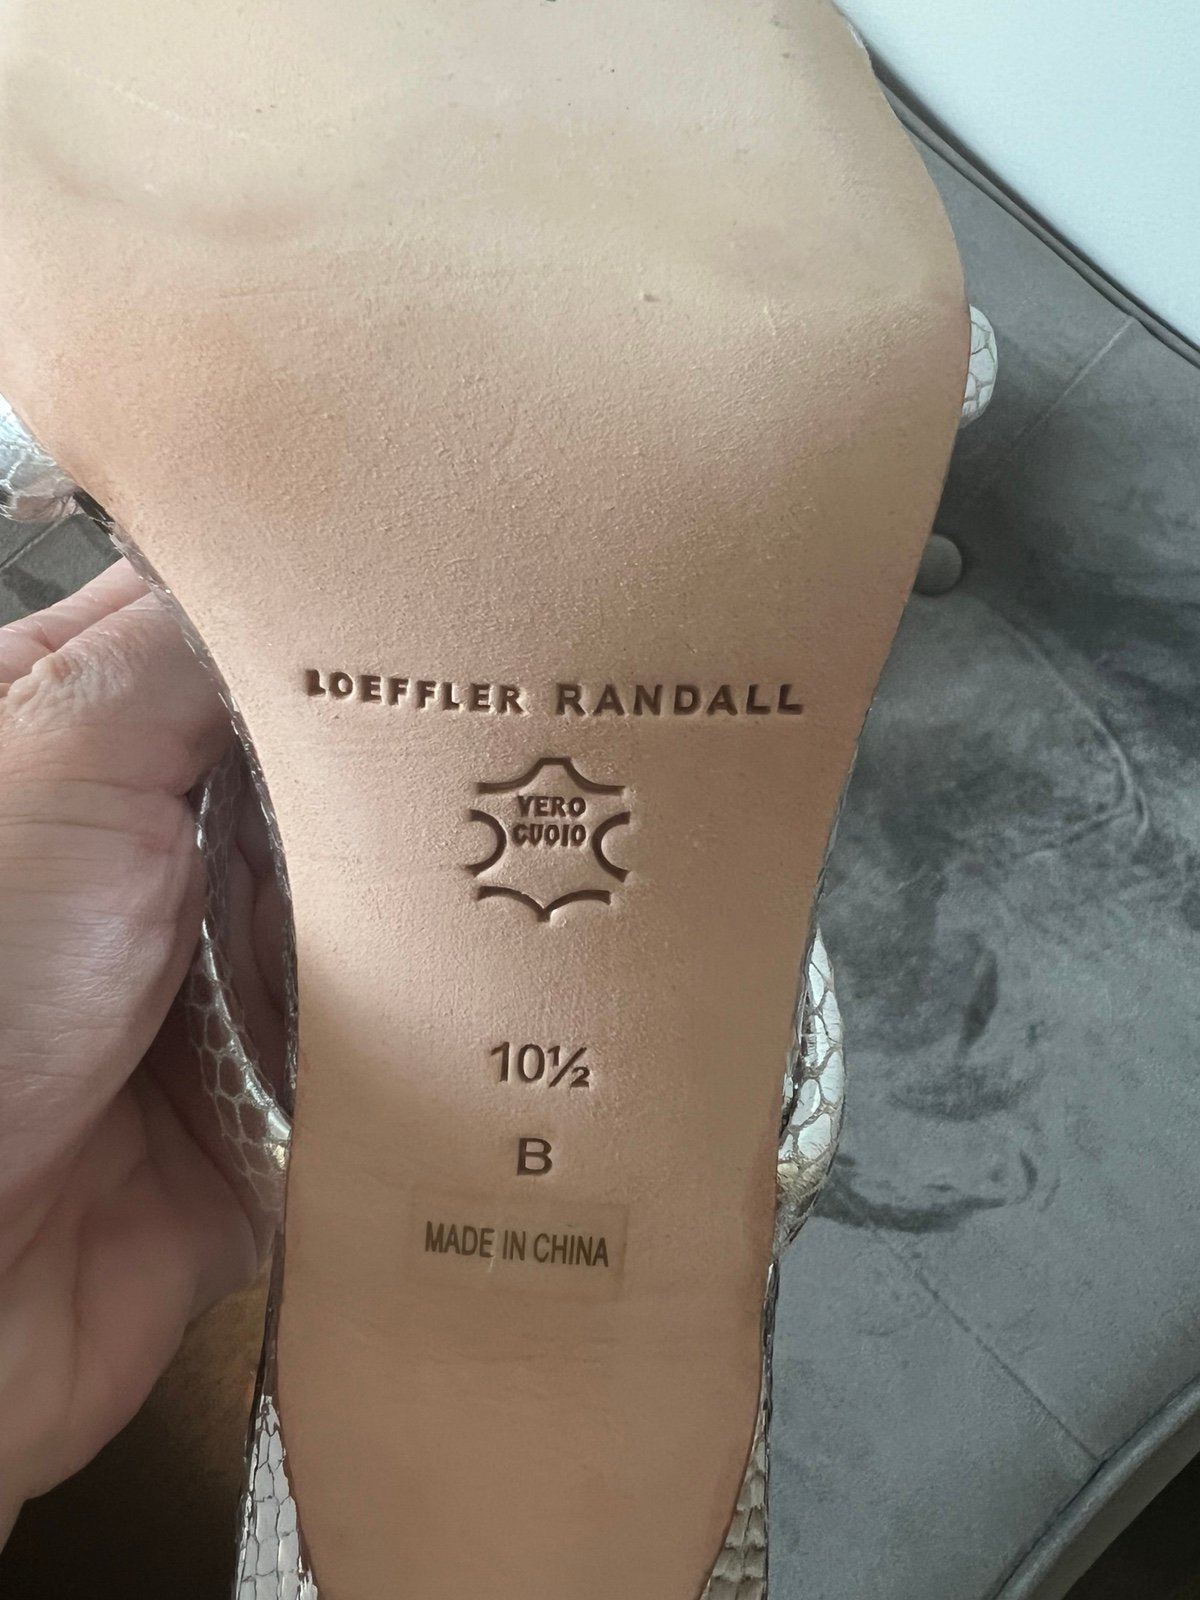 LOEFFLER RANDALL
VERO
CUOIO
10½
B
MADE IN CHINA